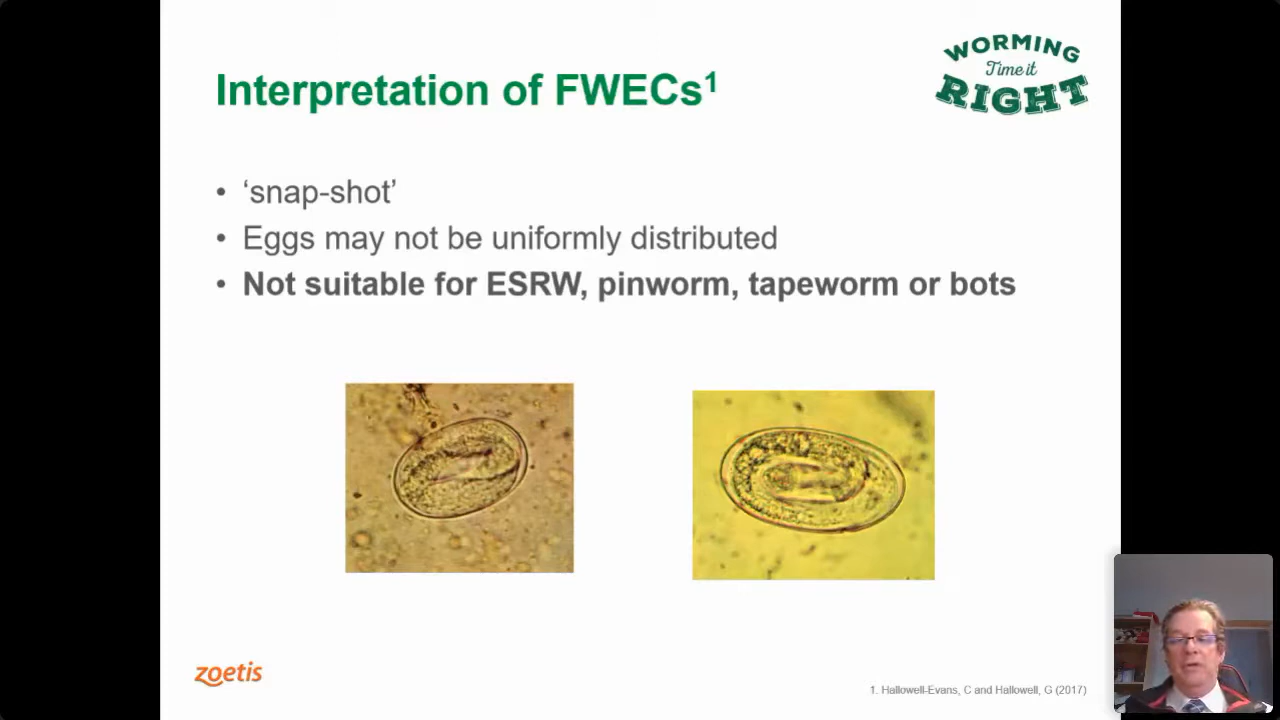 Interpretation of FWECs¹
WORMING
Time it
RIGHT
• ‘snap-shot’
• Eggs may not be uniformly distributed
• Not suitable for ESRW, pinworm, tapeworm or bots
zoetis
1. Hallowell-Evans, C and Hallowell, G (2017)